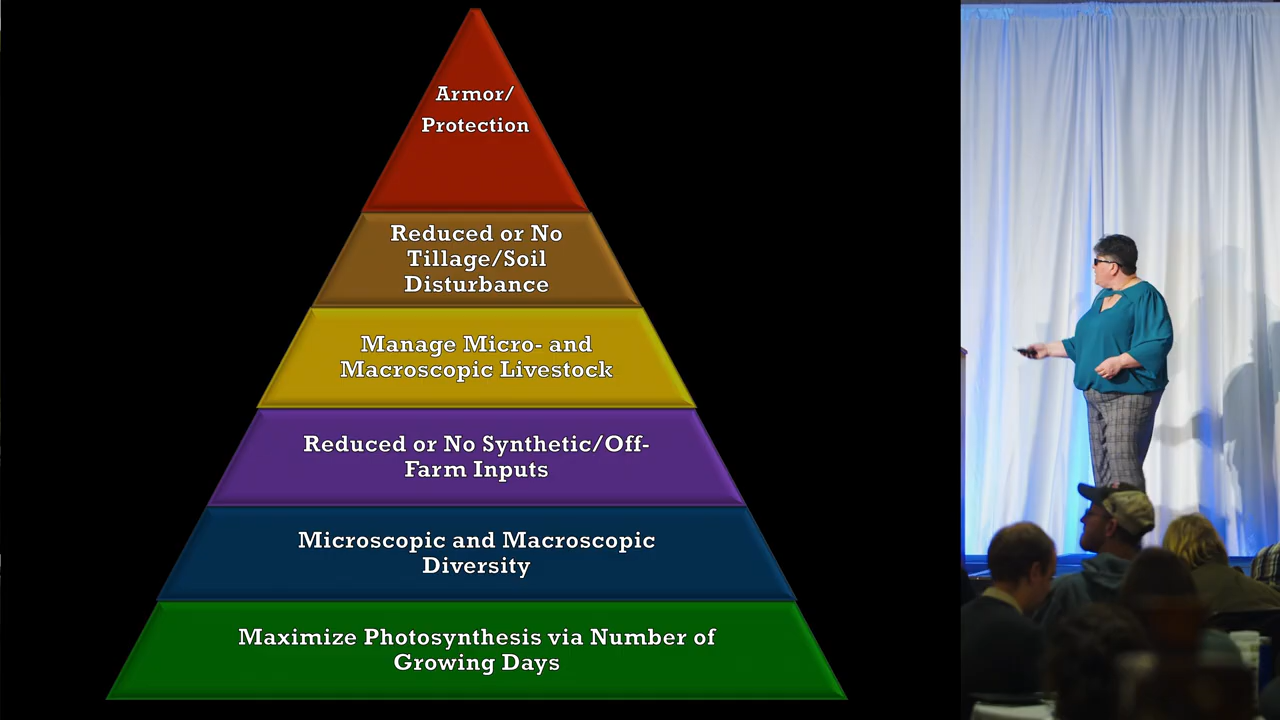 Armor/
Protection
Reduced or No
Tillage/Soil
Disturbance
Manage Micro- and
Macroscopic Livestock
Reduced or No Synthetic/Off-
Farm Inputs
Microscopic and Macroscopic
Diversity
Maximize Photosynthesis via Number of
Growing Days